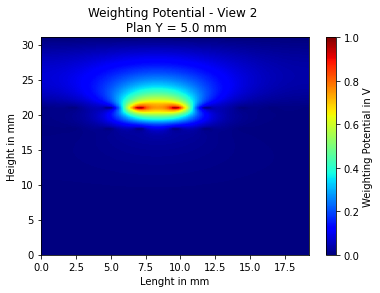 Weighting Potential - View 2
Plan Y = 5.0 mm
30
25
20
15
10
5
0
Height in mm
0.0 2.5 5.0 7.5 10.0 12.5 15.0 17.5
Lenght in mm
1.0
0.8
0.6
0.4
0.2
0.0
Weighting Potential in V